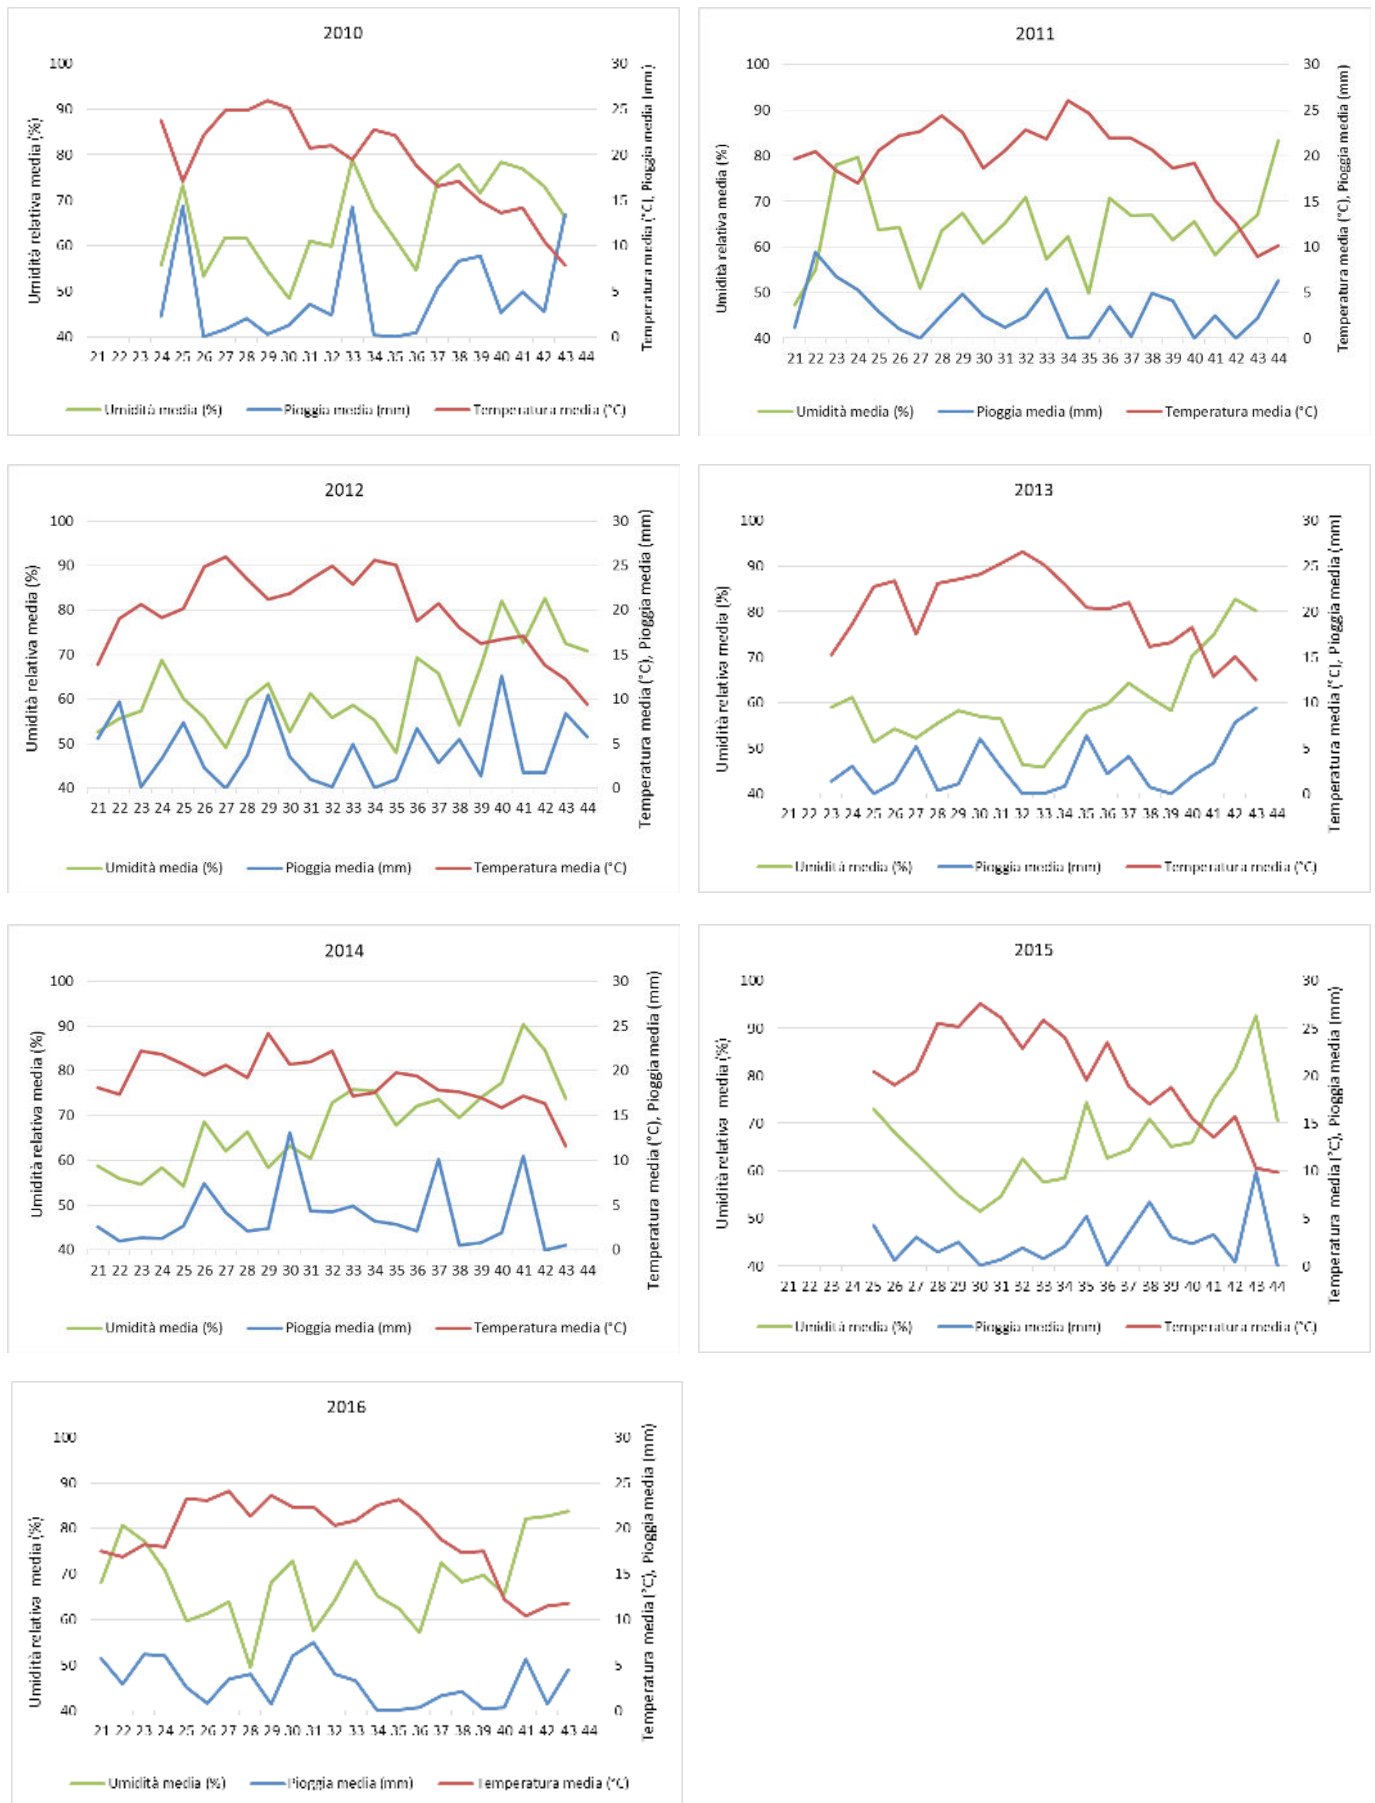 2010
100 90 80 70 60 50 40
Umidità relativa media (%)
30 25 20 15 10 5 0
Temperatura media (°C), Pioggia media (mm)
21 22 23 24 25 26 27 28 29 30 31 32 33 34 35 36 37 38 39 40 41 42 43 44
Umidità media (%) Pioggia media (mm) Temperatura media (°C)
2011
100 90 80 70 60 50 40
Umidità relativa media (%)
30 25 20 15 10 5 0
Temperatura media (°C), Pioggia media (mm)
21 22 23 24 25 26 27 28 29 30 31 32 33 34 35 36 37 38 39 40 41 42 43 44
Umidità media (%) Pioggia media (mm) Temperatura media (°C)
2012
100 90 80 70 60 50 40
Umidità relativa media (%)
30 25 20 15 10 5 0
Temperatura media (°C), Pioggia media (mm)
21 22 23 24 25 26 27 28 29 30 31 32 33 34 35 36 37 38 39 40 41 42 43 44
Umidità media (%) Pioggia media (mm) Temperatura media (°C)
2013
100 90 80 70 60 50 40
Umidità relativa media (%)
30 25 20 15 10 5 0
Temperatura media (°C), Pioggia media (mm)
21 22 23 24 25 26 27 28 29 30 31 32 33 34 35 36 37 38 39 40 41 42 43 44
Umidità media (%) Pioggia media (mm) Temperatura media (°C)
2014
100 90 80 70 60 50 40
Umidità relativa media (%)
30 25 20 15 10 5 0
Temperatura media (°C), Pioggia media (mm)
21 22 23 24 25 26 27 28 29 30 31 32 33 34 35 36 37 38 39 40 41 42 43 44
Umidità media (%) Pioggia media (mm) Temperatura media (°C)
2015
100 90 80 70 60 50 40
Umidità relativa media (%)
30 25 20 15 10 5 0
Temperatura media (°C), Pioggia media (mm)
21 22 23 24 25 26 27 28 29 30 31 32 33 34 35 36 37 38 39 40 41 42 43 44
Umidità media (%) Pioggia media (mm) Temperatura media (°C)
2016
100 90 80 70 60 50 40
Umidità relativa media (%)
30 25 20 15 10 5 0
Temperatura media (°C), Pioggia media (mm)
21 22 23 24 25 26 27 28 29 30 31 32 33 34 35 36 37 38 39 40 41 42 43 44
Umidità media (%) Pioggia media (mm) Temperatura media (°C)